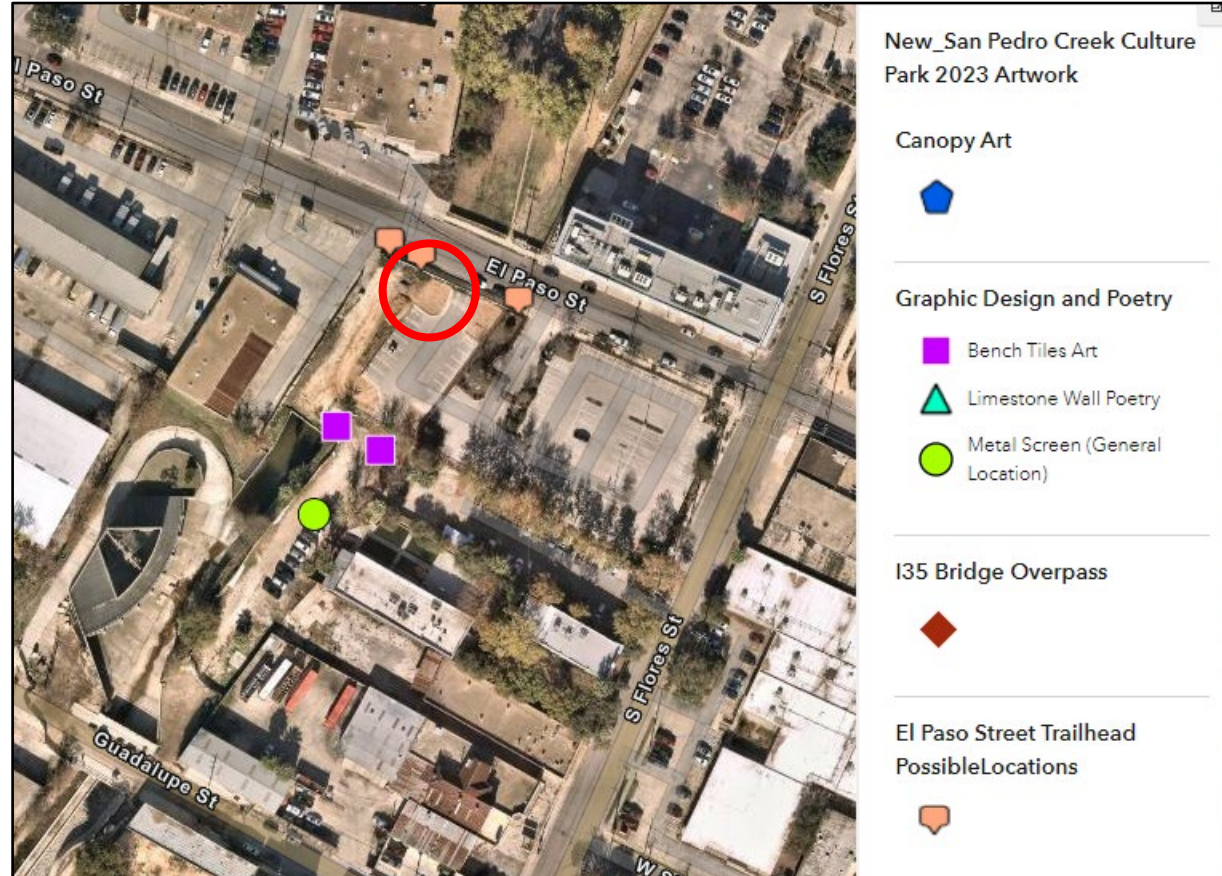 l Paso St
El Paso St
S Flores St
S Flores St
Guadalupe St
W S
New_San Pedro Creek Culture
Park 2023 Artwork
Canopy Art
Graphic Design and Poetry
Bench Tiles Art
Limestone Wall Poetry
Metal Screen (General
Location)
I35 Bridge Overpass
El Paso Street Trailhead
PossibleLocations